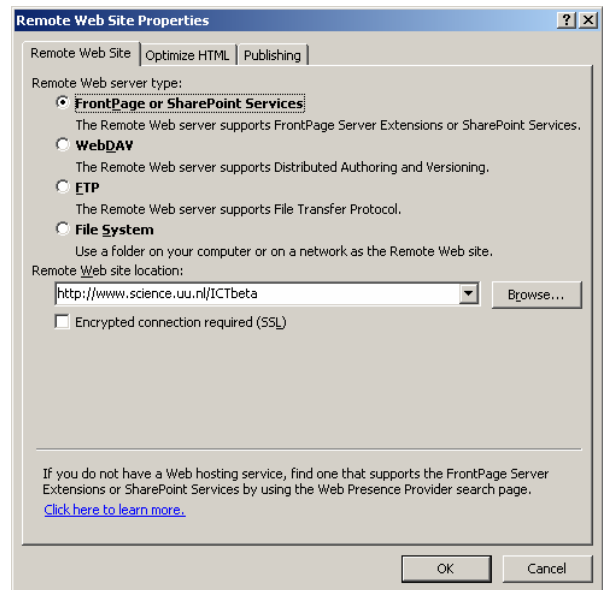 Remote Web Site Properties
Remote Web Site Optimize HTML Publishing
Remote Web server type:
FrontPage or SharePoint Services
The Remote Web server supports FrontPage Server Extensions or SharePoint Services.
WebDAV
The Remote Web server supports Distributed Authoring and Versioning.
FTP
The Remote Web server supports File Transfer Protocol.
File System
Use a folder on your computer or on a network as the Remote Web site.
Remote Web site location:
http://www.science.uu.nl/ICTbeta Browse...
Encrypted connection required (SSL)
If you do not have a Web hosting service, find one that supports the FrontPage Server
Extensions or SharePoint Services by using the Web Presence Provider search page.
Click here to learn more.
OK Cancel